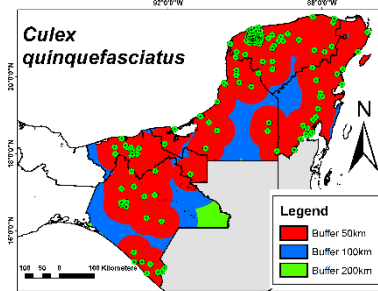 92°0'0"W
88°0'0"W
Culex
quinquefasciatus
20°0'0"N
18°0'0"N
16°0'0"N
N
Legend
Buffer 50km
Buffer 100km
Buffer 200km
100 50 0 100 Kilometers